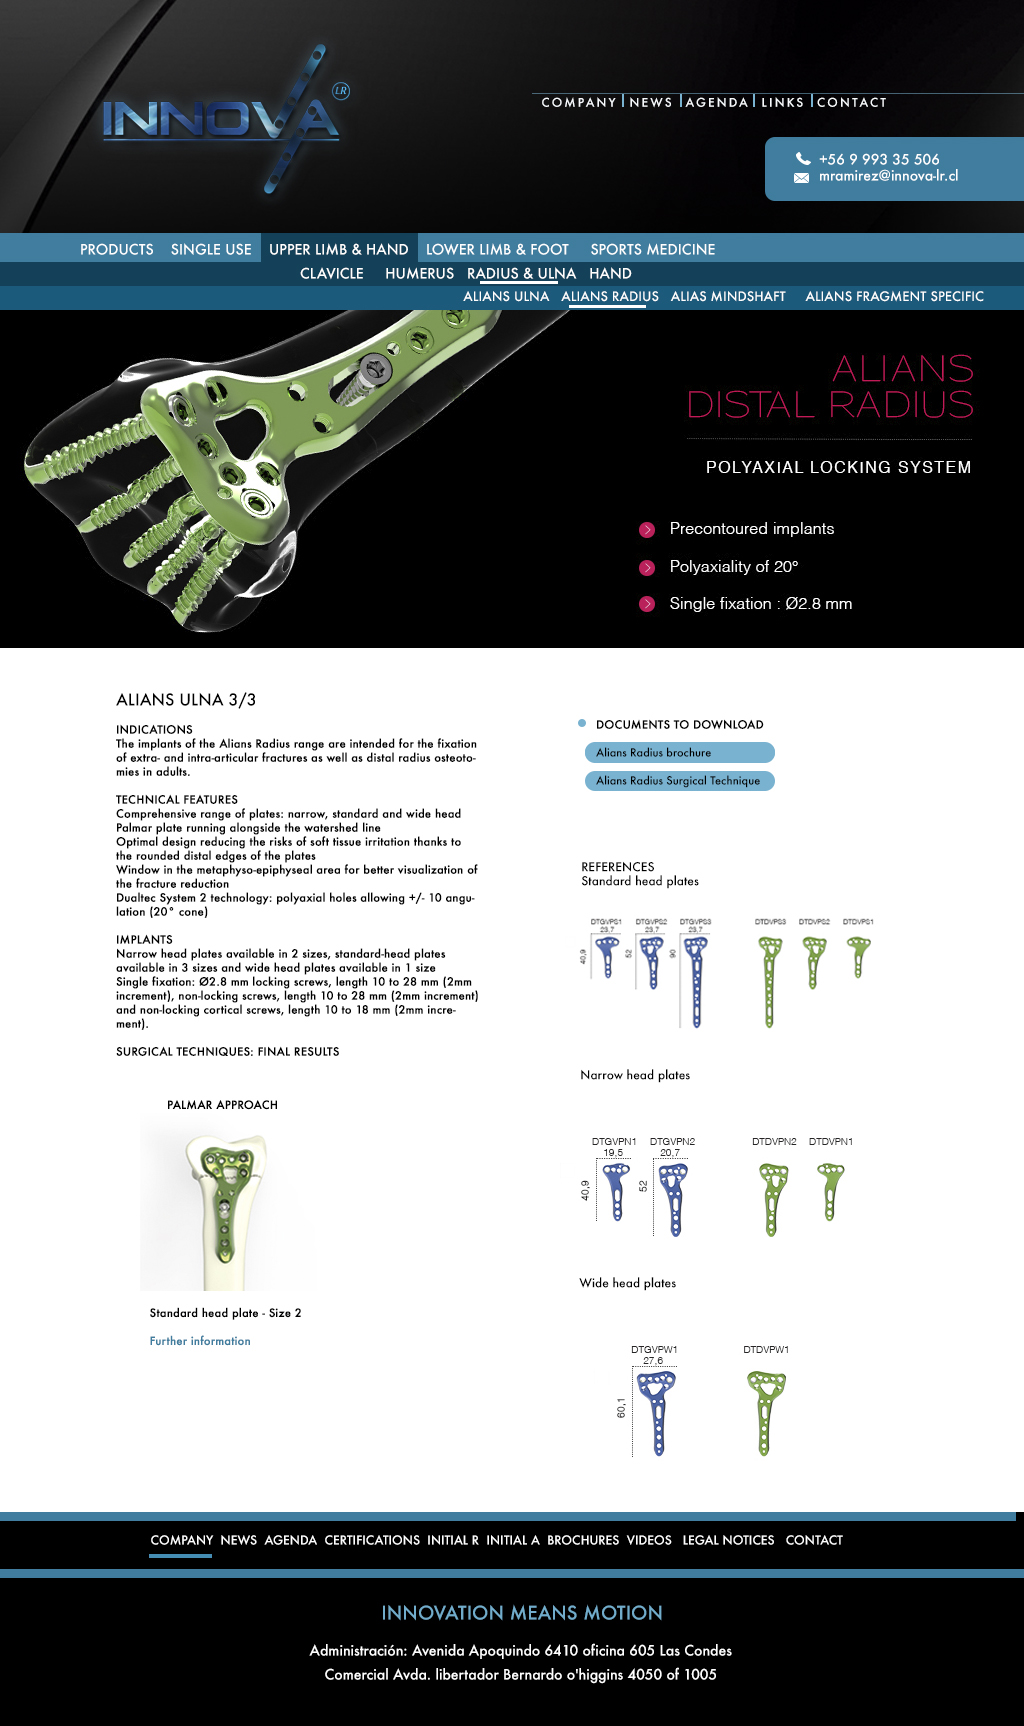 INNOVA LR
COMPANY NEWS AGENDA LINKS CONTACT
+56 9 993 35 506
mramirez@innova-lr.cl
PRODUCTS SINGLE USE UPPER LIMB & HAND LOWER LIMB & FOOT SPORTS MEDICINE
CLAVICLE HUMERUS RADIUS & ULNA HAND
ALIANS ULNA ALIANS RADIUS ALIAS MINDSHAFT ALIANS FRAGMENT SPECIFIC
ALIANS
DISTAL RADIUS
POLYAXIAL LOCKING SYSTEM
Precontoured implants
Polyaxiality of 20º
Single fixation : Ø2.8 mm
ALIANS ULNA 3/3
INDICATIONS
The implants of the Alians Radius range are intended for the fixation
of extra- and intra-articular fractures as well as distal radius osteoto-
mies in adults.
TECHNICAL FEATURES
Comprehensive range of plates: narrow, standard and wide head
Palmar plate running alongside the watershed line
Optimal design reducing the risks of soft tissue irritation thanks to
the rounded distal edges of the plates
Window in the metaphyso-epiphyseal area for better visualization of
the fracture reduction
Dualtec System 2 technology: polyaxial holes allowing +/- 10 angu-
lation (20° cone)
IMPLANTS
Narrow head plates available in 2 sizes, standard-head plates
available in 3 sizes and wide head plates available in 1 size
Single fixation: Ø2.8 mm locking screws, length 10 to 28 mm (2mm
increment), non-locking screws, length 10 to 28 mm (2mm increment)
and non-locking cortical screws, length 10 to 18 mm (2mm incre-
ment).
SURGICAL TECHNIQUES: FINAL RESULTS
PALMAR APPROACH
Standard head plate - Size 2
Further information
DOCUMENTS TO DOWNLOAD
Alians Radius brochure
Alians Radius Surgical Technique
REFERENCES
Standard head plates
DTGVPS1 DTGVPS2 DTGVPS3 DTDVPS3 DTDVPS2 DTDVPS1
23,7 23,7 23,7
40,9 52 90
Narrow head plates
DTGVPN1 DTGVPN2 DTDVPN2 DTDVPN1
19,5 20,7
40,9 52
Wide head plates
DTGVPW1 DTDVPW1
27,6
60,1
COMPANY NEWS AGENDA CERTIFICATIONS INITIAL R INITIAL A BROCHURES VIDEOS LEGAL NOTICES CONTACT
INNOVATION MEANS MOTION
Administración: Avenida Apoquindo 6410 oficina 605 Las Condes
Comercial Avda. libertador Bernardo o'higgins 4050 of 1005